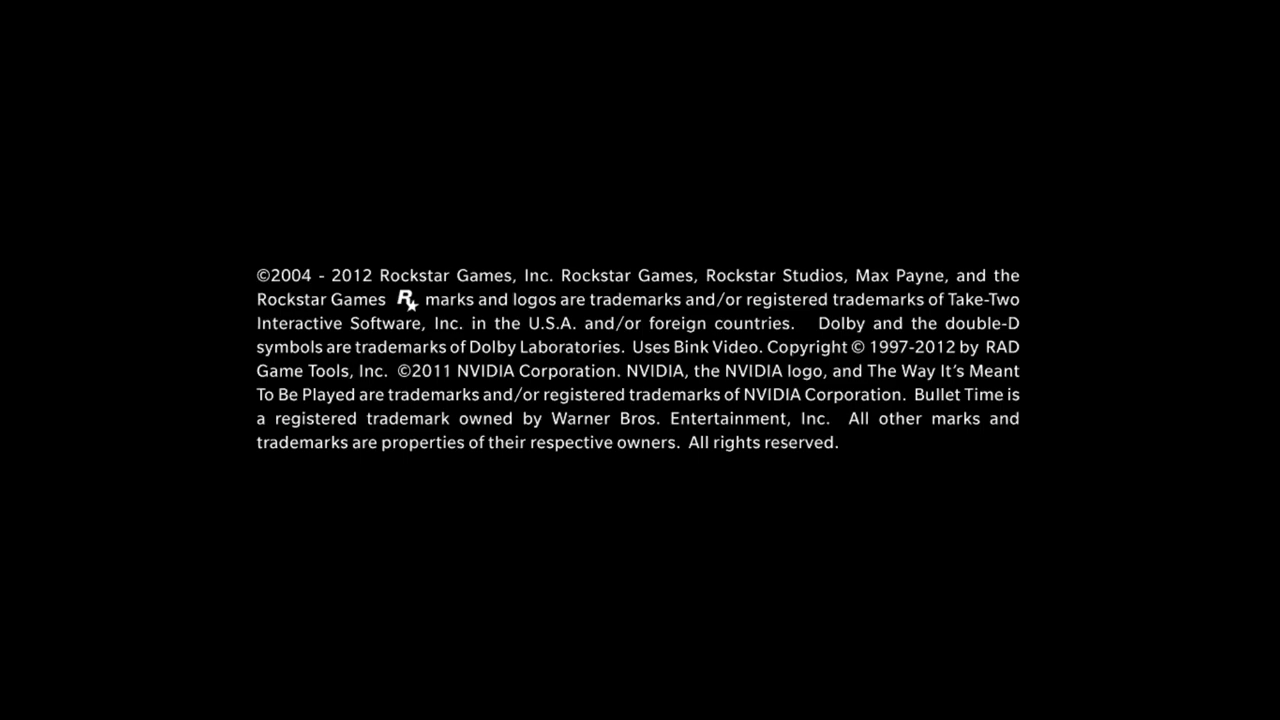 ©2004 - 2012 Rockstar Games, Inc. Rockstar Games, Rockstar Studios, Max Payne, and the
Rockstar Games R★ marks and logos are trademarks and/or registered trademarks of Take-Two
Interactive Software, Inc. in the U.S.A. and/or foreign countries. Dolby and the double-D
symbols are trademarks of Dolby Laboratories. Uses Bink Video. Copyright © 1997-2012 by RAD
Game Tools, Inc. ©2011 NVIDIA Corporation. NVIDIA, the NVIDIA logo, and The Way It’s Meant
To Be Played are trademarks and/or registered trademarks of NVIDIA Corporation. Bullet Time is
a registered trademark owned by Warner Bros. Entertainment, Inc. All other marks and
trademarks are properties of their respective owners. All rights reserved.